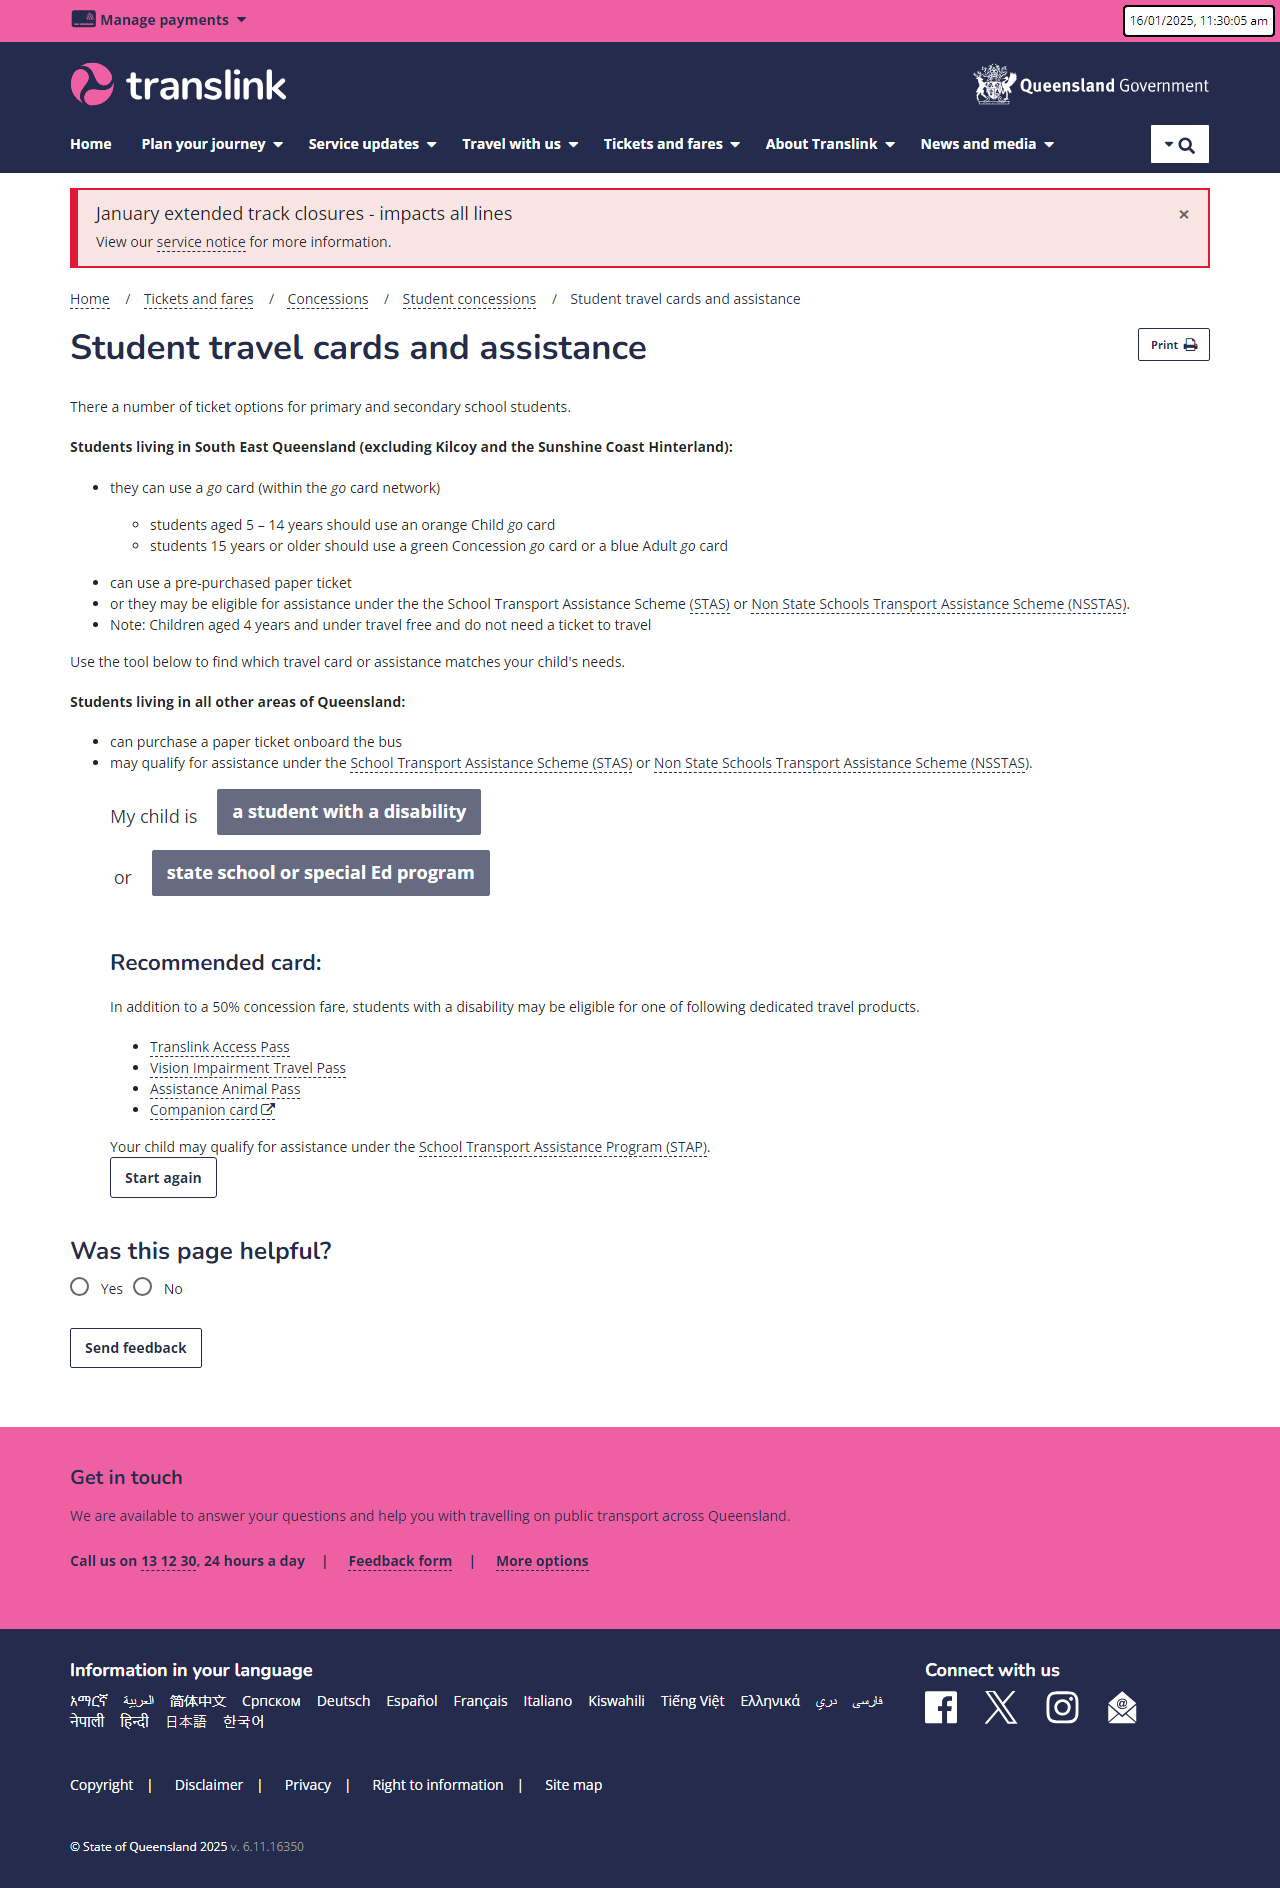 Manage payments
16/01/2025, 11:30:05 am
translink
Queensland Government
Home Plan your journey Service updates Travel with us Tickets and fares About Translink News and media
January extended track closures - impacts all lines
×
View our service notice for more information.
Home / Tickets and fares / Concessions / Student concessions / Student travel cards and assistance
Student travel cards and assistance
Print
There a number of ticket options for primary and secondary school students.
Students living in South East Queensland (excluding Kilcoy and the Sunshine Coast Hinterland):
they can use a go card (within the go card network)
students aged 5 – 14 years should use an orange Child go card
students 15 years or older should use a green Concession go card or a blue Adult go card
can use a pre-purchased paper ticket
or they may be eligible for assistance under the the School Transport Assistance Scheme (STAS) or Non State Schools Transport Assistance Scheme (NSSTAS).
Note: Children aged 4 years and under travel free and do not need a ticket to travel
Use the tool below to find which travel card or assistance matches your child's needs.
Students living in all other areas of Queensland:
can purchase a paper ticket onboard the bus
may qualify for assistance under the School Transport Assistance Scheme (STAS) or Non State Schools Transport Assistance Scheme (NSSTAS).
My child is a student with a disability
or state school or special Ed program
Recommended card:
In addition to a 50% concession fare, students with a disability may be eligible for one of following dedicated travel products.
Translink Access Pass
Vision Impairment Travel Pass
Assistance Animal Pass
Companion card
Your child may qualify for assistance under the School Transport Assistance Program (STAP).
Start again
Was this page helpful?
Yes No
Send feedback
Get in touch
We are available to answer your questions and help you with travelling on public transport across Queensland.
Call us on 13 12 30, 24 hours a day | Feedback form | More options
Information in your language
አማርኛ العربية 简体中文 Српском Deutsch Español Français Italiano Kiswahili Tiếng Việt Ελληνικά دري فارسی
नेपाली हिन्दी 日本語 한국어
Connect with us
Copyright | Disclaimer | Privacy | Right to information | Site map
© State of Queensland 2025 v. 6.11.16350